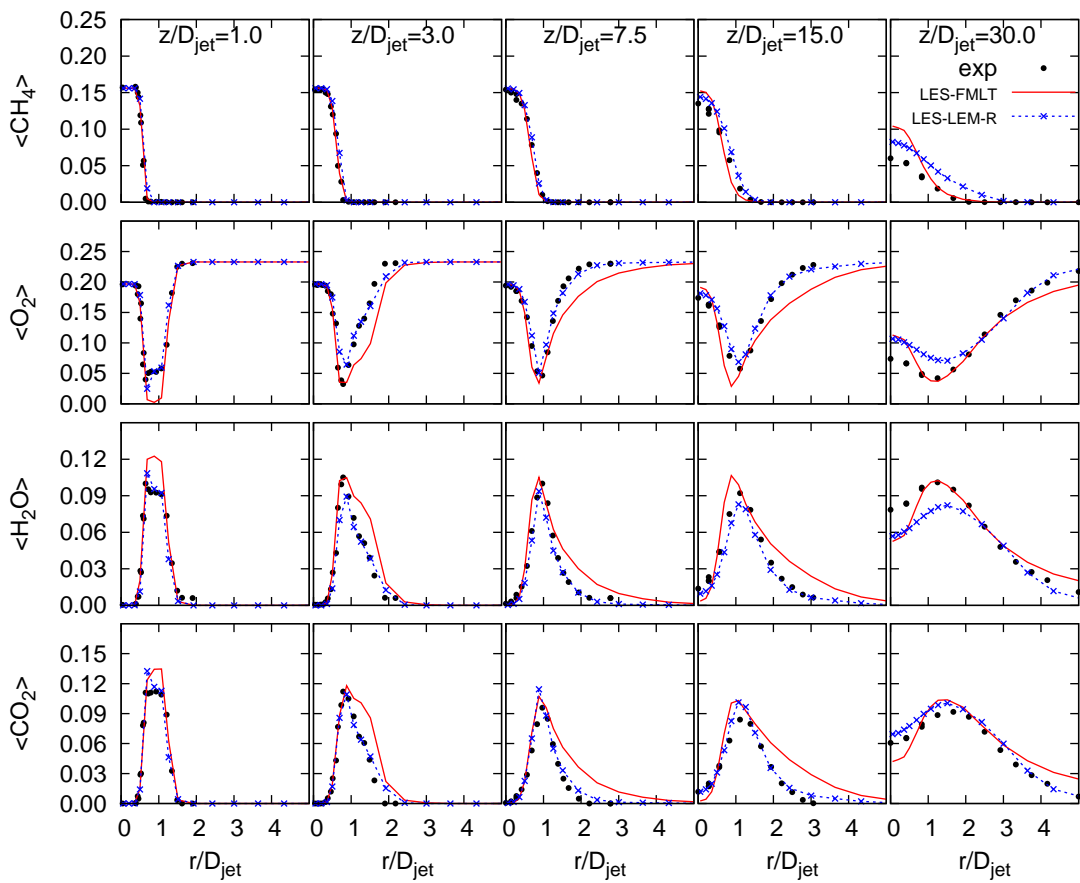 z/D_jet=1.0 z/D_jet=3.0 z/D_jet=7.5 z/D_jet=15.0 z/D_jet=30.0
exp
LES-FMLT
LES-LEM-R
<CH₄>
0.25
0.20
0.15
0.10
0.05
0.00
<O₂>
0.25
0.20
0.15
0.10
0.05
0.00
<H₂O>
0.12
0.09
0.06
0.03
0.00
<CO₂>
0.15
0.12
0.09
0.06
0.03
0.00
0 1 2 3 4 0 1 2 3 4 0 1 2 3 4 0 1 2 3 4 0 1 2 3 4 5
r/D_jet r/D_jet r/D_jet r/D_jet r/D_jet